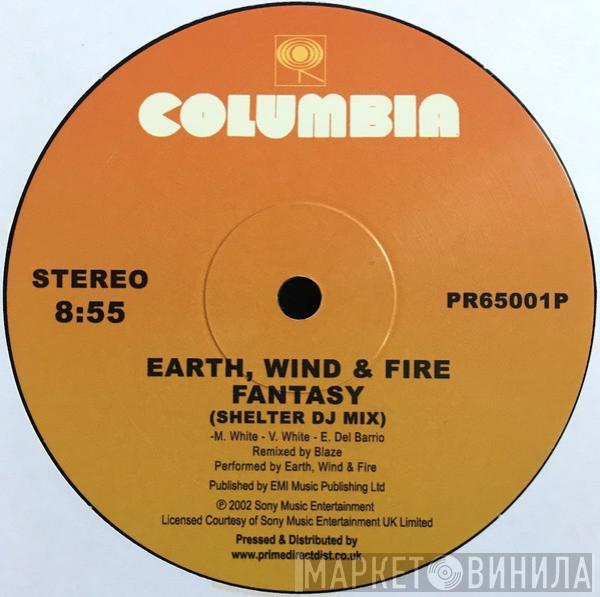 COLUMBIA
STEREO
8:55
PR65001P
EARTH, WIND & FIRE
FANTASY
(SHELTER DJ MIX)
-M. White - V. White - E. Del Barrio
Remixed by Blaze
Performed by Earth, Wind & Fire
Published by EMI Music Publishing Ltd
℗ 2002 Sony Music Entertainment
Licensed Courtesy of Sony Music Entertainment UK Limited
Pressed & Distributed by
www.primedirectdist.co.uk
МАРКЕТ ВИНИЛА